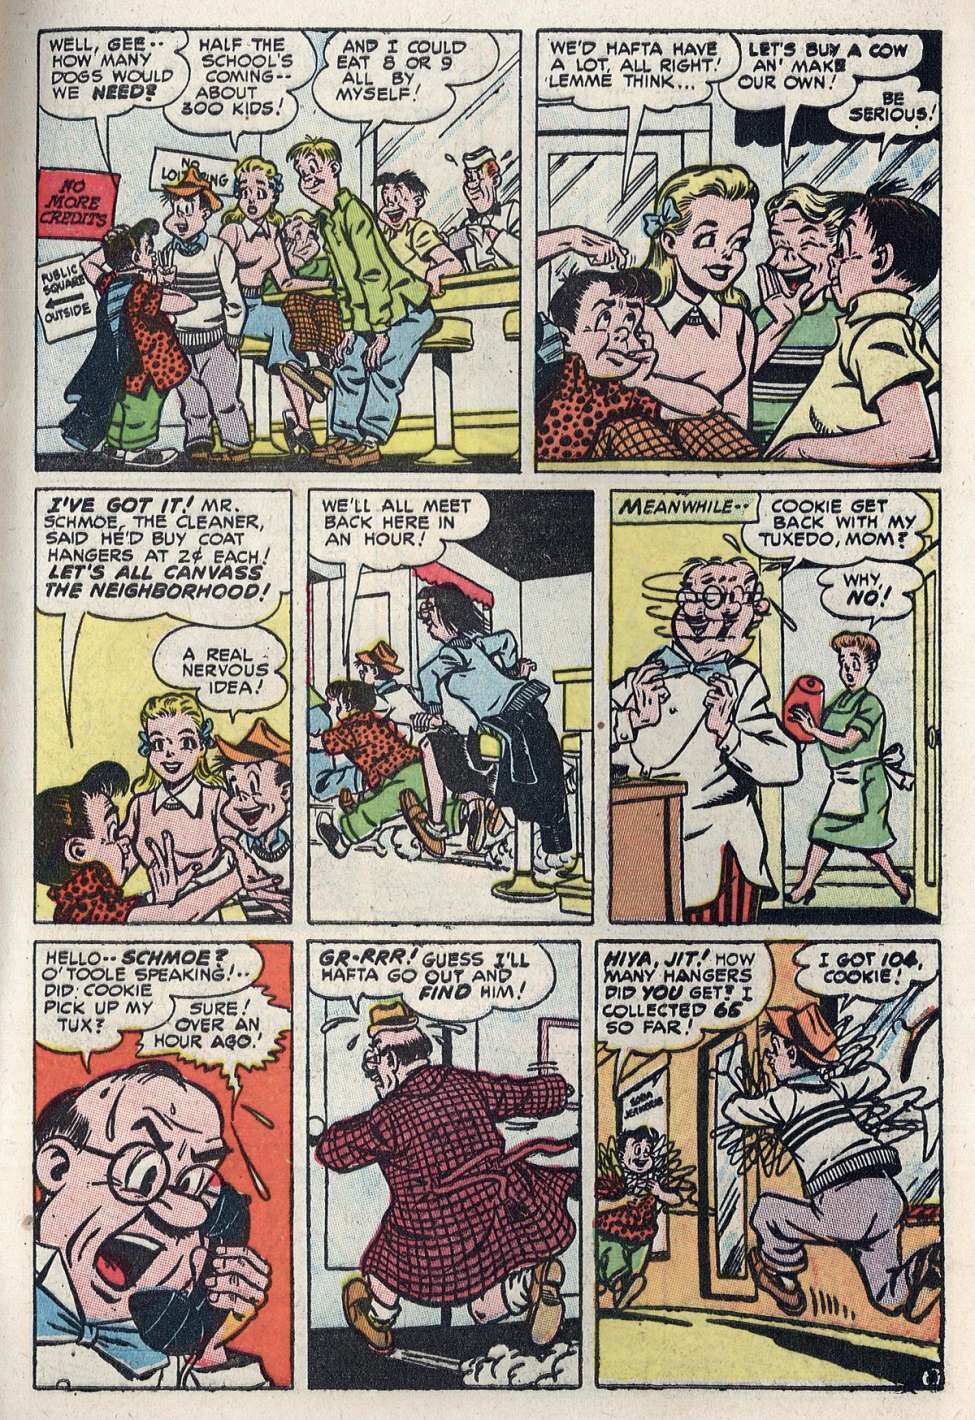 WELL, GEE--
HOW MANY
DOGS WOULD
WE NEED?
HALF THE
SCHOOL'S
COMING--
ABOUT
300 KIDS!
AND I COULD
EAT 8 OR 9
ALL BY
MYSELF!
NO
MORE
CREDITS
NO
PUBLIC
SQUARE
OUTSIDE
WE'D HAFTA HAVE
A LOT, ALL RIGHT!
LEMME THINK...
LET'S BUY A COW
AN' MAKE
OUR OWN!
BE
SERIOUS!
I'VE GOT IT! MR.
SCHMOE, THE CLEANER,
SAID HE'D BUY COAT
HANGERS AT 2¢ EACH!
LET'S ALL CANVASS
THE NEIGHBORHOOD!
A REAL
NERVOUS
IDEA!
WE'LL ALL MEET
BACK HERE IN
AN HOUR!
MEANWHILE--
COOKIE GET
BACK WITH MY
TUXEDO, MOM?
WHY,
NO!
HELLO-- SCHMOE?
O'TOOLE SPEAKING!--
DID COOKIE
PICK UP MY
TUX?
SURE!
OVER AN
HOUR AGO!
GR-RRR! GUESS I'LL
HAFTA GO OUT AND
FIND HIM!
HIYA, JIT! HOW
MANY HANGERS
DID YOU GET? I
COLLECTED 66
SO FAR!
I GOT 104,
COOKIE!
SODA